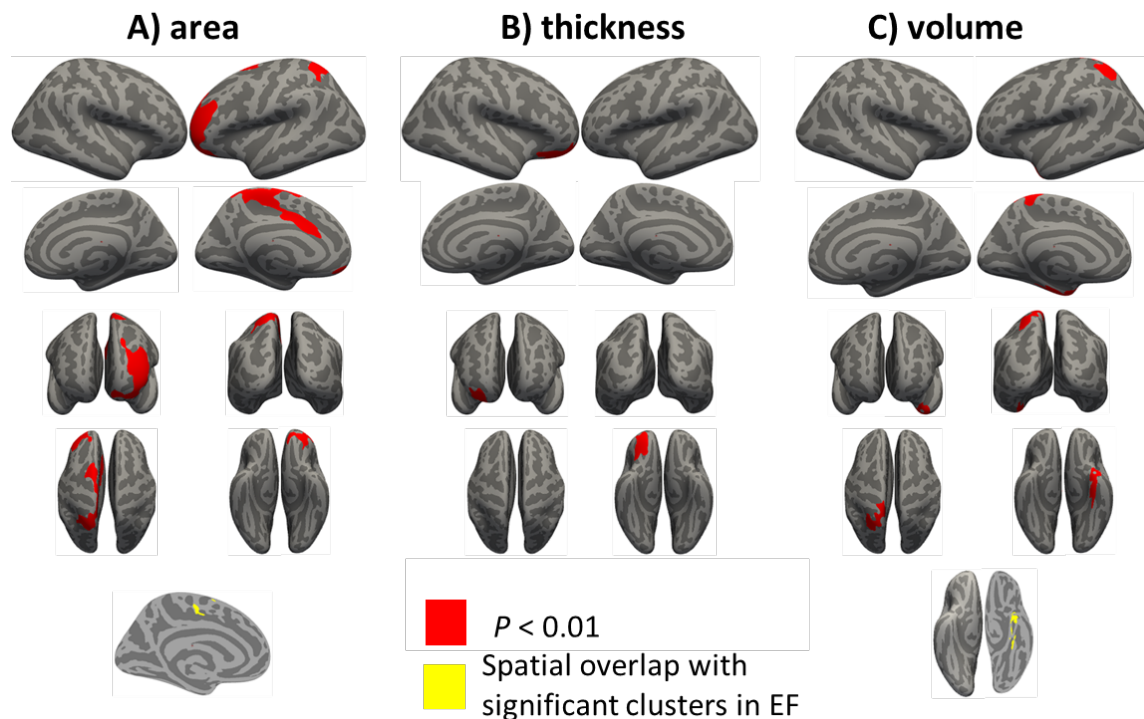 A) area
B) thickness
C) volume
P < 0.01
Spatial overlap with
significant clusters in EF